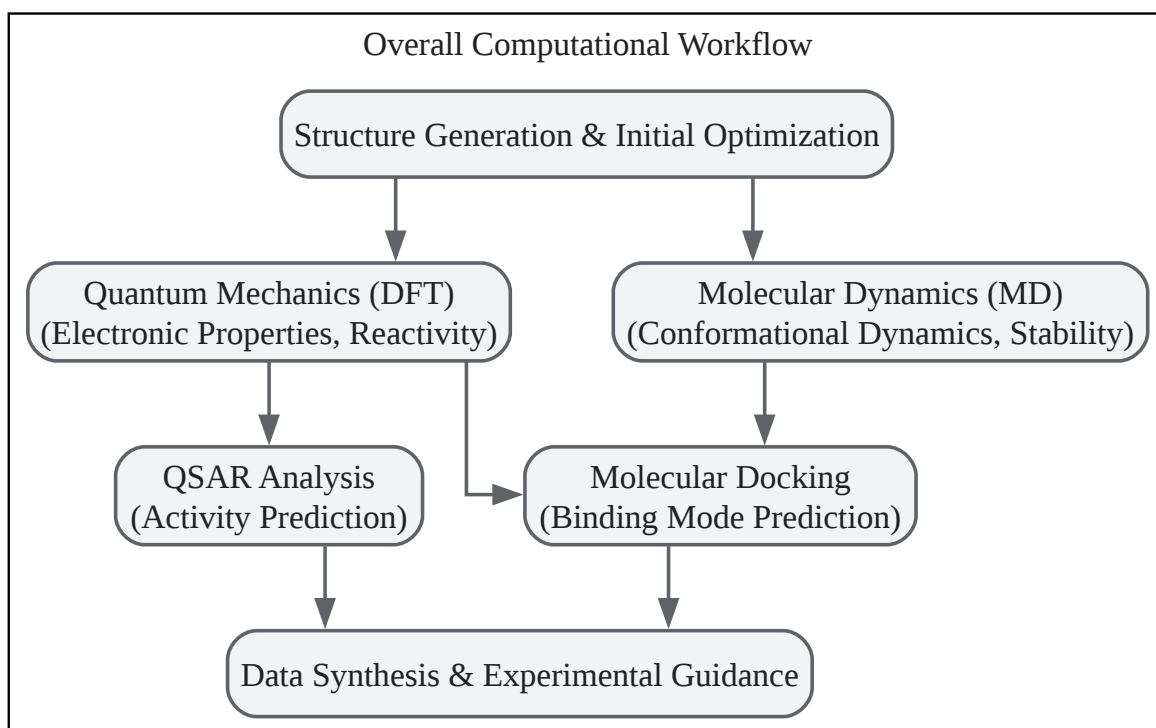 Overall Computational Workflow
Structure Generation & Initial Optimization
Quantum Mechanics (DFT)
(Electronic Properties, Reactivity)
Molecular Dynamics (MD)
(Conformational Dynamics, Stability)
QSAR Analysis
(Activity Prediction)
Molecular Docking
(Binding Mode Prediction)
Data Synthesis & Experimental Guidance